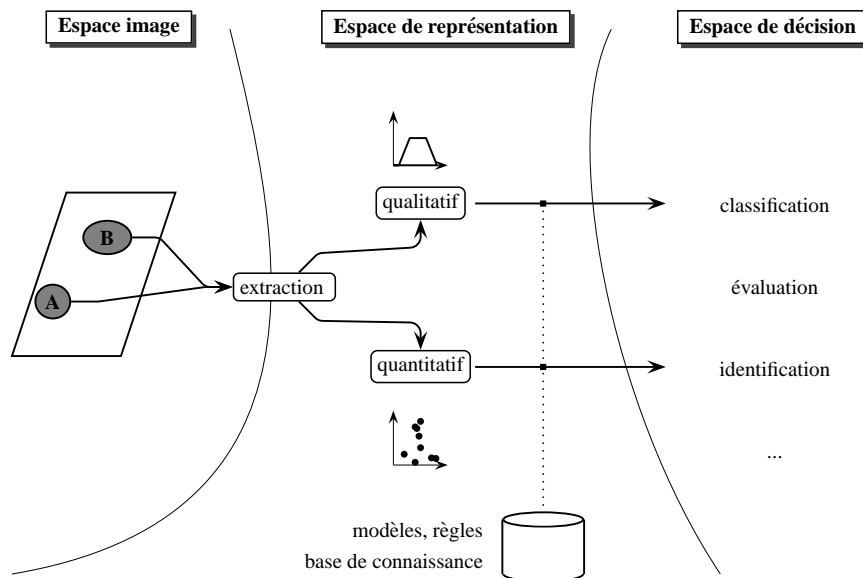 Espace image
Espace de représentation
Espace de décision
qualitatif
classification
B
A
extraction
évaluation
quantitatif
identification
...
modèles, règles
base de connaissance